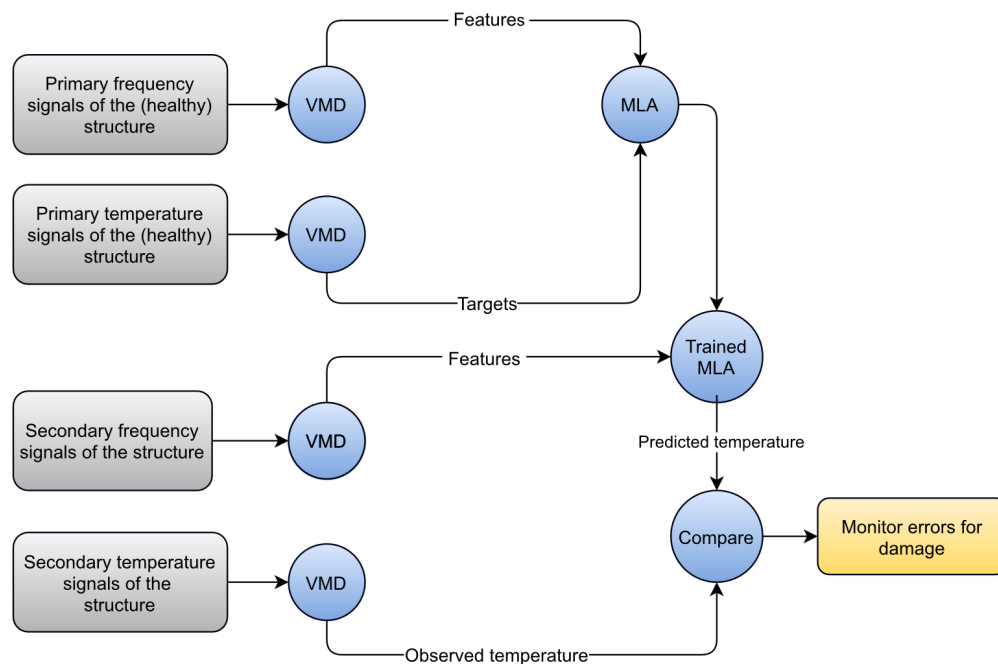 Features
Primary frequency
signals of the (healthy)
structure
VMD
MLA
Primary temperature
signals of the (healthy)
structure
VMD
Targets
Features
Trained
MLA
Secondary frequency
signals of the structure
VMD
Predicted temperature
Secondary temperature
signals of the
structure
VMD
Compare
Monitor errors for
damage
Observed temperature